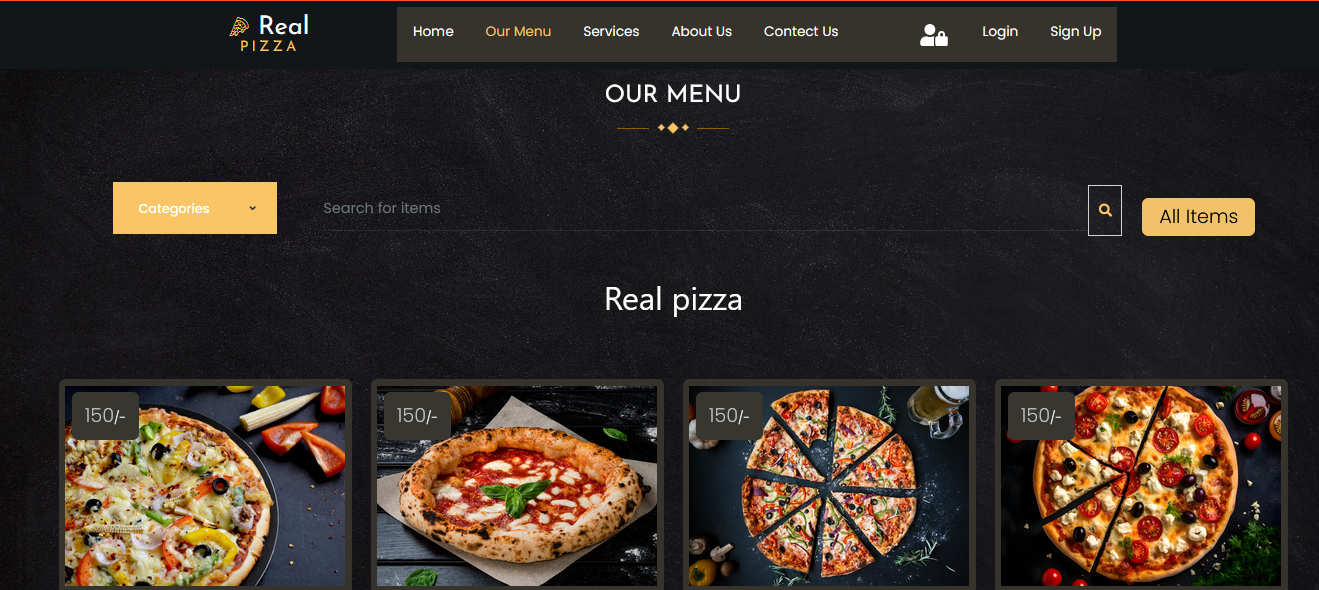 Real
PIZZA
Home Our Menu Services About Us Contect Us Login Sign Up
OUR MENU
Categories Search for items All Items
Real pizza
150/- 150/- 150/- 150/-